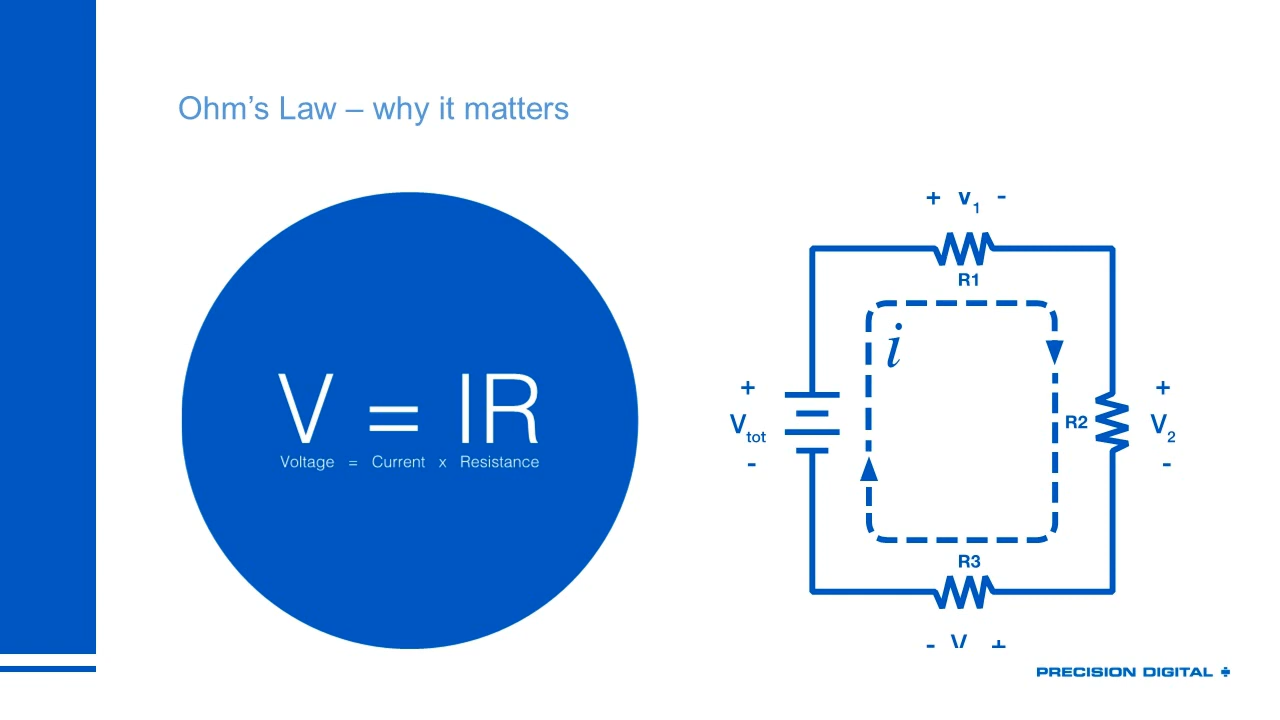 Ohm's Law – why it matters
V = IR
Voltage = Current x Resistance
+ v1 -
R1
i
+
Vtot
-
R2
+
V2
-
R3
- V +
PRECISION DIGITAL